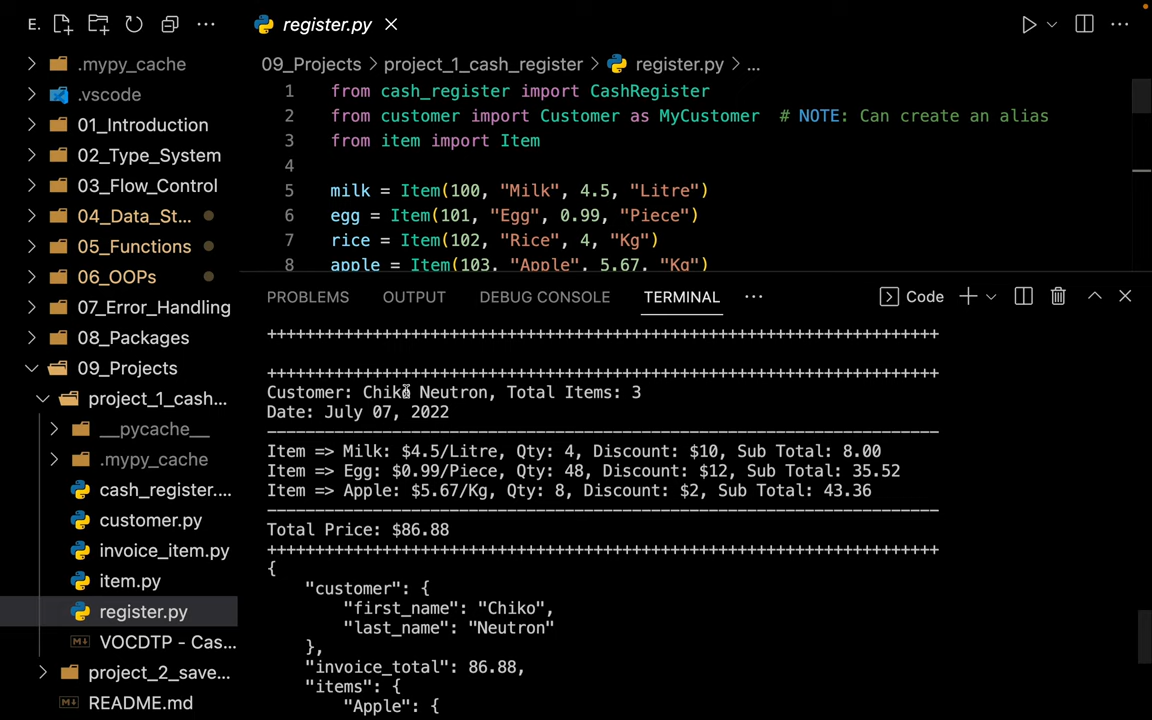 E.
register.py
.mypy_cache
.vscode
01_Introduction
02_Type_System
03_Flow_Control
04_Data_St...
05_Functions
06_OOPs
07_Error_Handling
08_Packages
09_Projects
project_1_cash...
__pycache__
.mypy_cache
cash_register....
customer.py
invoice_item.py
item.py
register.py
VOCDTP - Cas...
project_2_save...
README.md
09_Projects > project_1_cash_register > register.py > ...
1 from cash_register import CashRegister
2 from customer import Customer as MyCustomer # NOTE: Can create an alias
3 from item import Item
4
5 milk = Item(100, "Milk", 4.5, "Litre")
6 egg = Item(101, "Egg", 0.99, "Piece")
7 rice = Item(102, "Rice", 4, "Kg")
8 apple = Item(103, "Apple", 5.67, "Kg")
PROBLEMS OUTPUT DEBUG CONSOLE TERMINAL ... Code
++++++++++++++++++++++++++++++++++++++++++++++++++++++++++++++++++++++
++++++++++++++++++++++++++++++++++++++++++++++++++++++++++++++++++++++
Customer: Chiko Neutron, Total Items: 3
Date: July 07, 2022
----------------------------------------------------------------------
Item => Milk: $4.5/Litre, Qty: 4, Discount: $10, Sub Total: 8.00
Item => Egg: $0.99/Piece, Qty: 48, Discount: $12, Sub Total: 35.52
Item => Apple: $5.67/Kg, Qty: 8, Discount: $2, Sub Total: 43.36
----------------------------------------------------------------------
Total Price: $86.88
++++++++++++++++++++++++++++++++++++++++++++++++++++++++++++++++++++++
{
"customer": {
"first_name": "Chiko",
"last_name": "Neutron"
},
"invoice_total": 86.88,
"items": {
"Apple": {